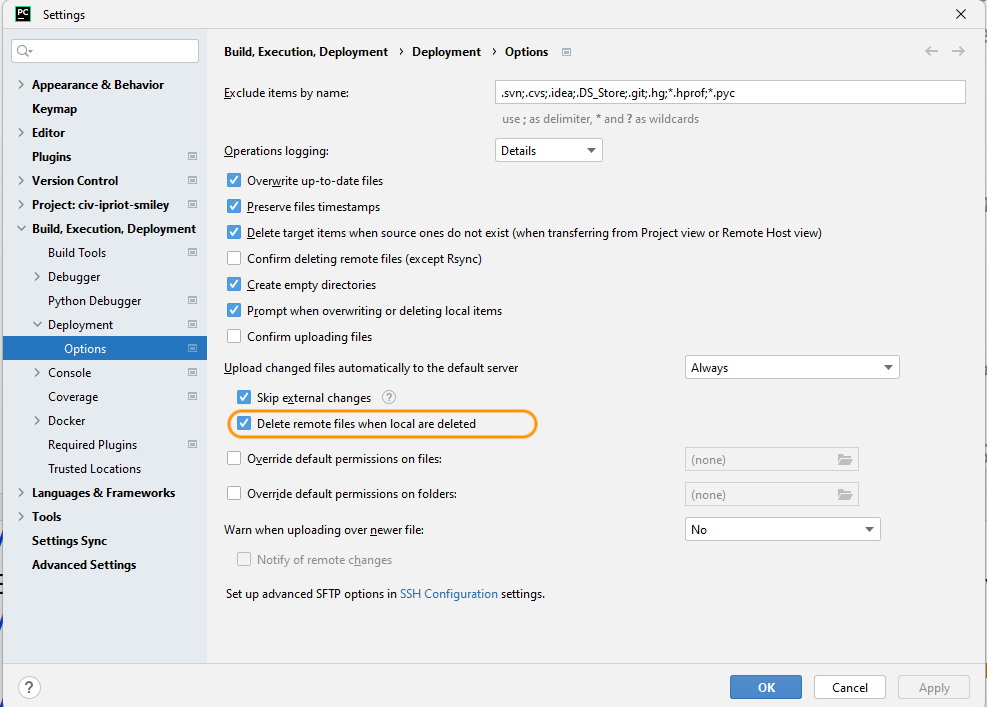 PC
Settings
Appearance & Behavior
Keymap
Editor
Plugins
Version Control
Project: civ-ipriot-smiley
Build, Execution, Deployment
Build Tools
Debugger
Python Debugger
Deployment
Options
Console
Coverage
Docker
Required Plugins
Trusted Locations
Languages & Frameworks
Tools
Settings Sync
Advanced Settings
Build, Execution, Deployment › Deployment › Options
Exclude items by name: .svn;.cvs;.idea;.DS_Store;.git;.hg;*.hprof;*.pyc
use ; as delimiter, * and ? as wildcards
Operations logging: Details
Overwrite up-to-date files
Preserve files timestamps
Delete target items when source ones do not exist (when transferring from Project view or Remote Host view)
Confirm deleting remote files (except Rsync)
Create empty directories
Prompt when overwriting or deleting local items
Confirm uploading files
Upload changed files automatically to the default server Always
Skip external changes ?
Delete remote files when local are deleted
Override default permissions on files: (none)
Override default permissions on folders: (none)
Warn when uploading over newer file: No
Notify of remote changes
Set up advanced SFTP options in SSH Configuration settings.
? OK Cancel Apply